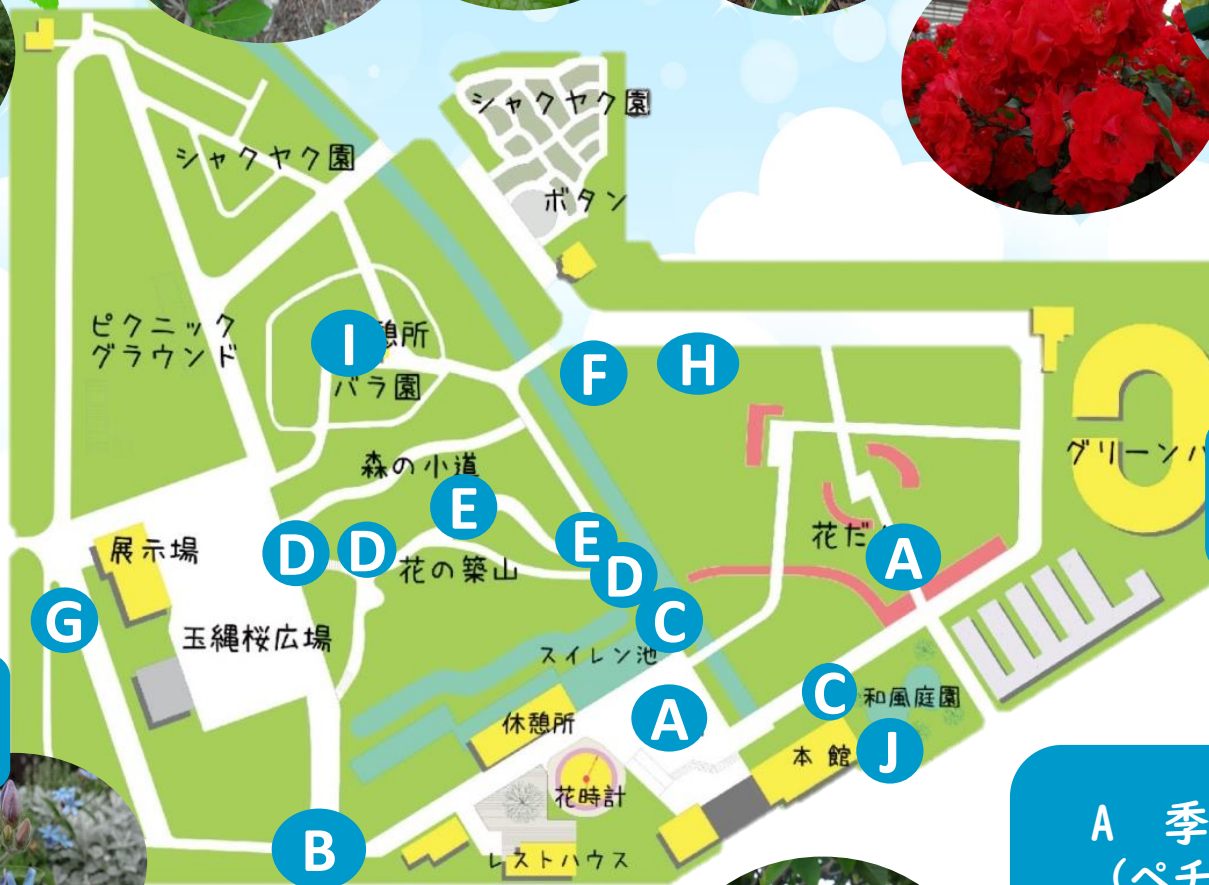 シャクヤク園
シャクヤク園
ボタン
ピクニック
グラウンド
I
憩所
バラ園
F
H
グリーンハ
森の小道
E
展示場
D
D
花の築山
E
D
花だ
A
G
玉縄桜広場
C
スイレン池
C
和風庭園
休憩所
A
本館
J
花時計
B
レストハウス
A 季
(ペチ